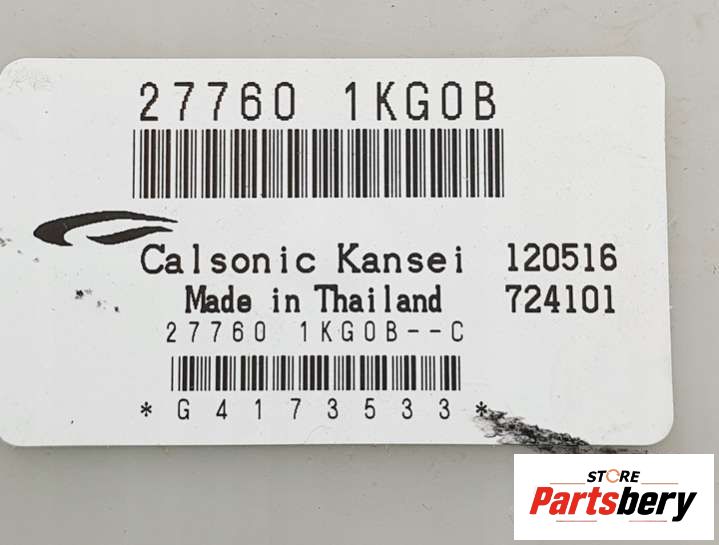 27760 1KG0B
Calsonic Kansei 120516
Made in Thailand 724101
27760 1KG0B--C
*G4173533*
STORE
Partsbery